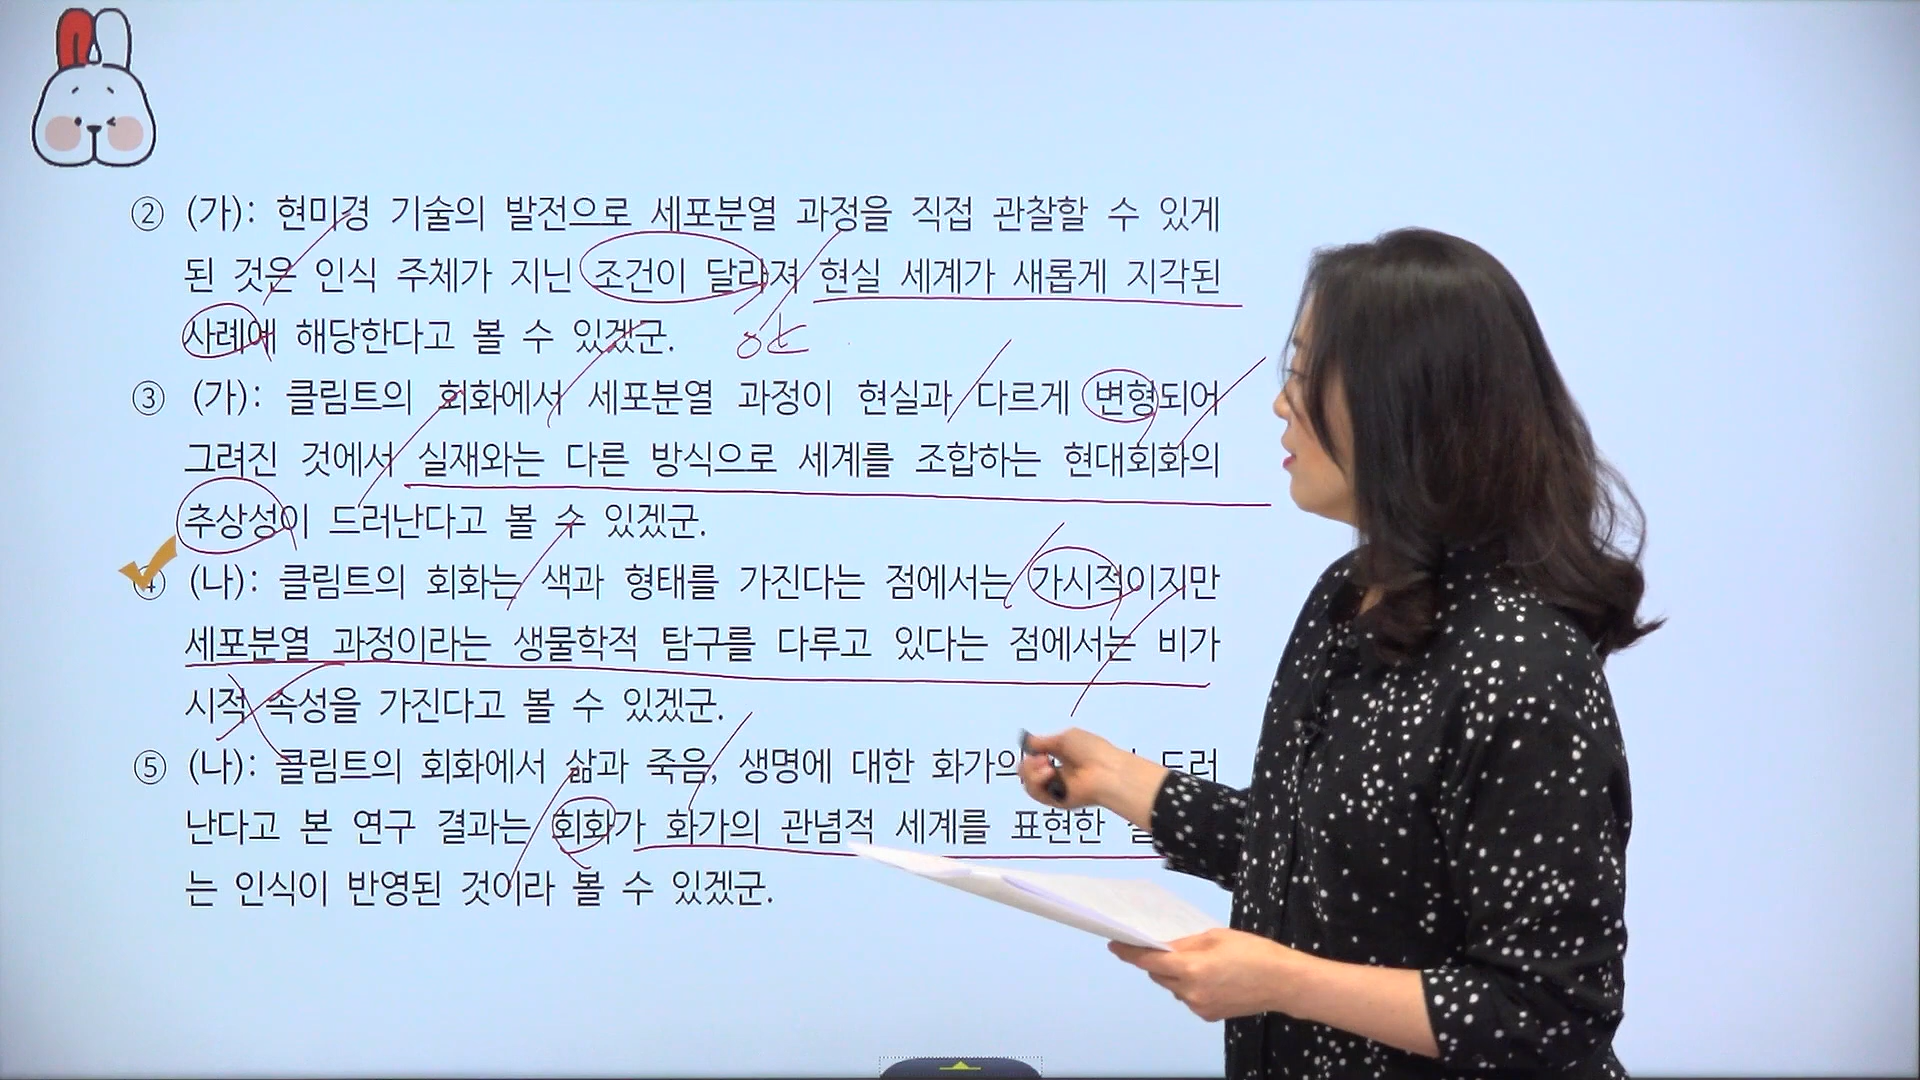 ② (가): 현미경 기술의 발전으로 세포분열 과정을 직접 관찰할 수 있게
된 것은 인식 주체가 지닌 조건이 달라져 현실 세계가 새롭게 지각된
사례에 해당한다고 볼 수 있겠군.
③ (가): 클림트의 회화에서 세포분열 과정이 현실과 다르게 변형되어
그려진 것에서 실재와는 다른 방식으로 세계를 조합하는 현대회화의
추상성이 드러난다고 볼 수 있겠군.
④ (나): 클림트의 회화는 색과 형태를 가진다는 점에서는 가시적이지만
세포분열 과정이라는 생물학적 탐구를 다루고 있다는 점에서는 비가
시적 속성을 가진다고 볼 수 있겠군.
⑤ (나): 클림트의 회화에서 삶과 죽음, 생명에 대한 화가의 드러
난다고 본 연구 결과는 회화가 화가의 관념적 세계를 표현한
는 인식이 반영된 것이라 볼 수 있겠군.